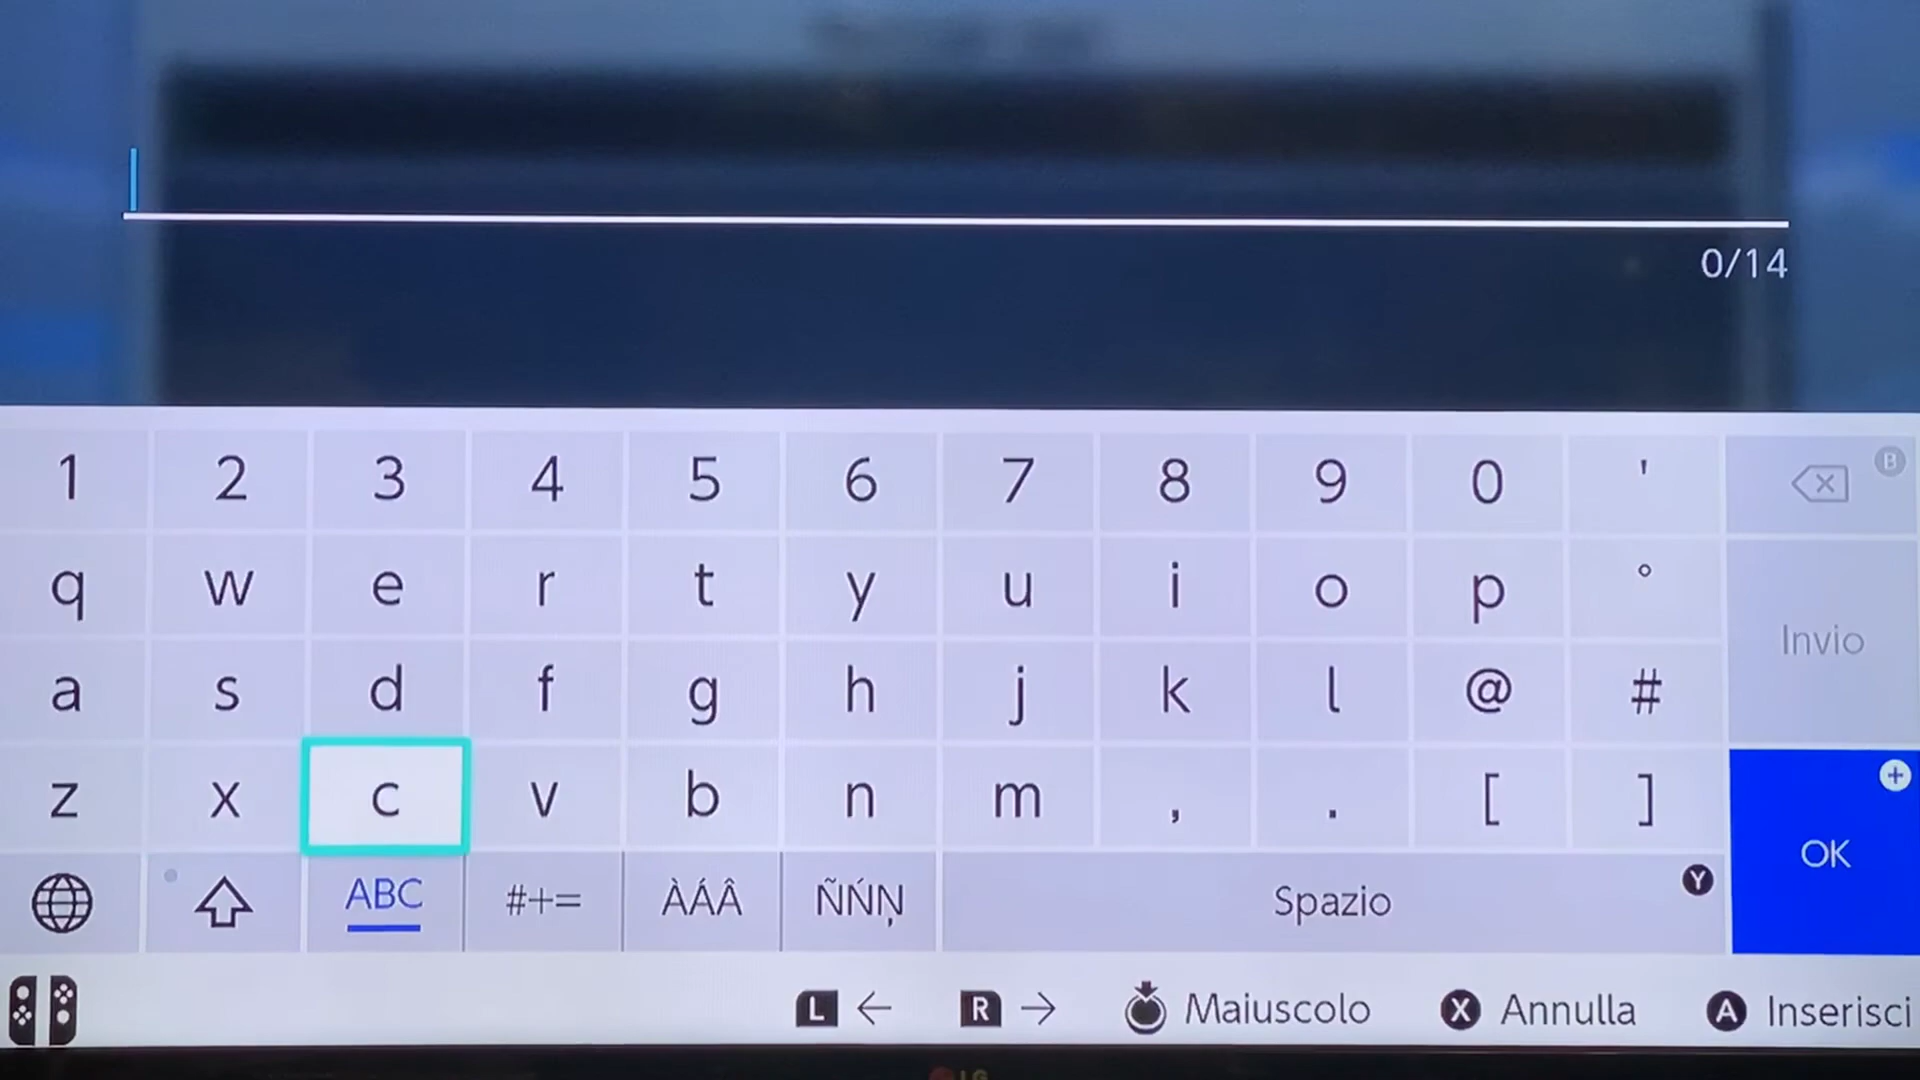 0/14
1 2 3 4 5 6 7 8 9 0 '
B
q w e r t y u i o p °
Invio
a s d f g h j k l @ #
z x c v b n m , . [ ]
+
OK
ABC #+= ÀÁÂ ÑŃŅ Spazio Y
L ← R → Maiuscolo X Annulla A Inserisci
LG